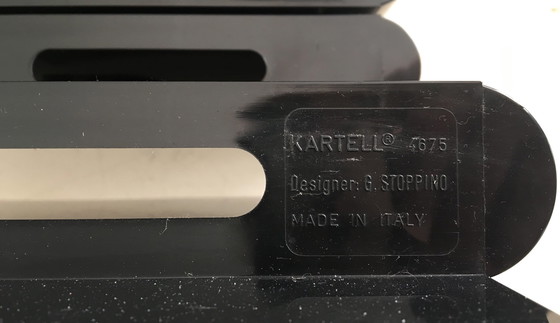 KARTELL® 4675
Designer: G. STOPPINO
MADE IN ITALY